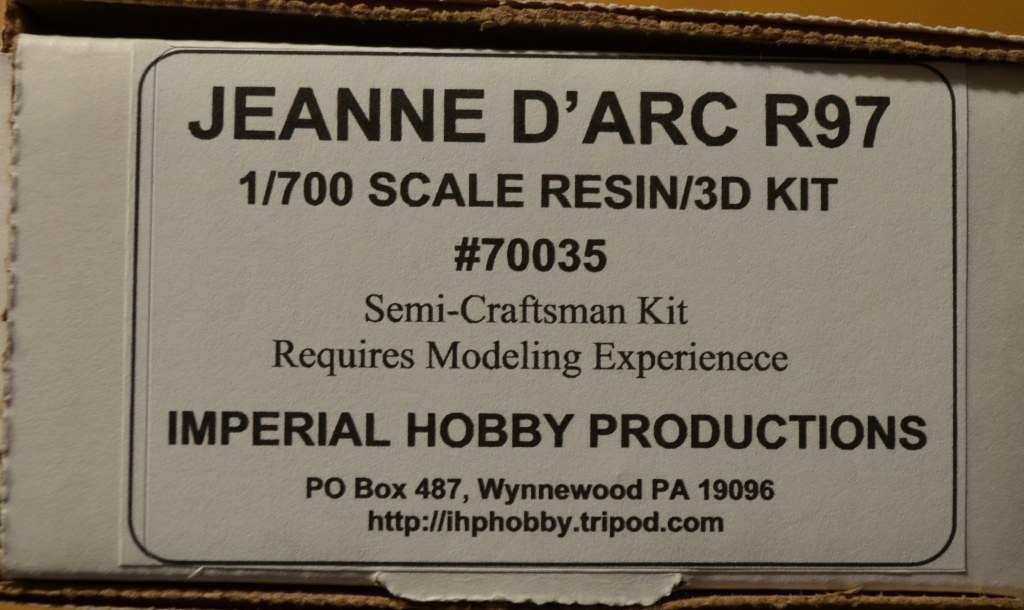 JEANNE D’ARC R97
1/700 SCALE RESIN/3D KIT
#70035
Semi-Craftsman Kit
Requires Modeling Experienece
IMPERIAL HOBBY PRODUCTIONS
PO Box 487, Wynnewood PA 19096
http://ihphobby.tripod.com